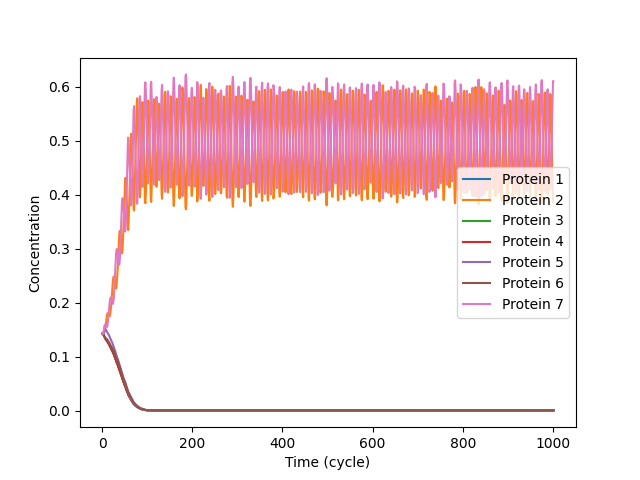 0.6
0.5
0.4
0.3
0.2
0.1
0.0
Concentration
Protein 1
Protein 2
Protein 3
Protein 4
Protein 5
Protein 6
Protein 7
0 200 400 600 800 1000
Time (cycle)